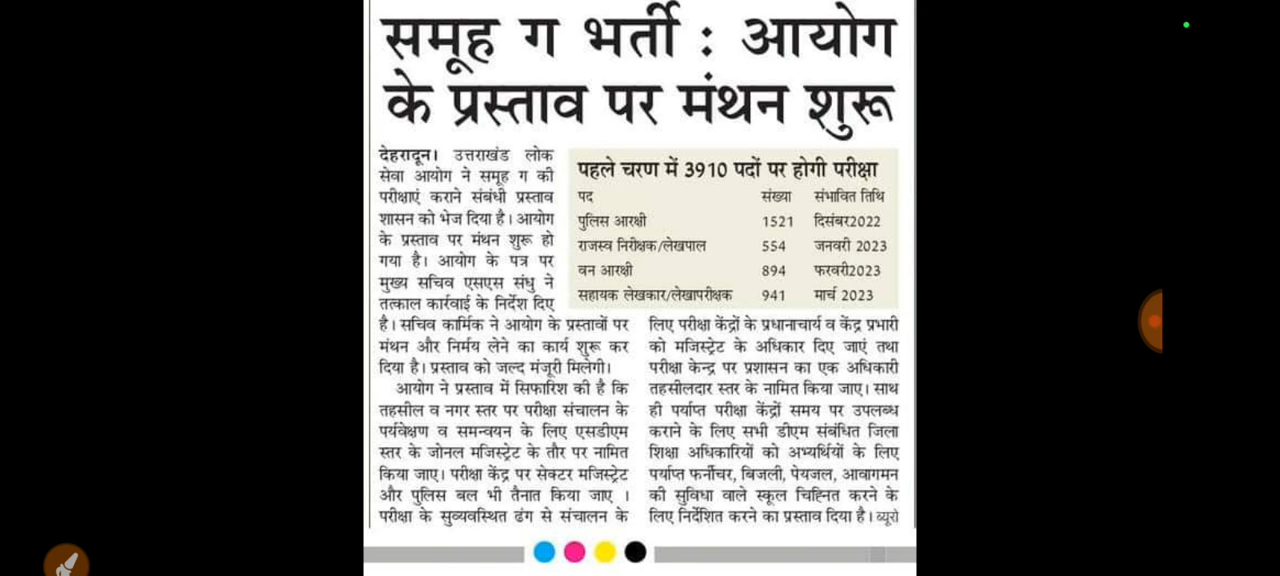 समूह ग भर्ती : आयोग
के प्रस्ताव पर मंथन शुरू
देहरादून। उत्तराखंड लोक
सेवा आयोग ने समूह ग की
परीक्षाएं कराने संबंधी प्रस्ताव
शासन को भेज दिया है। आयोग
के प्रस्ताव पर मंथन शुरू हो
गया है। आयोग के पत्र पर
मुख्य सचिव एसएस संधु ने
तत्काल कार्रवाई के निर्देश दिए
है। सचिव कार्मिक ने आयोग के प्रस्तावों पर
मंथन और निर्मय लेने का कार्य शुरू कर
दिया है। प्रस्ताव को जल्द मंजूरी मिलेगी।
आयोग ने प्रस्ताव में सिफारिश की है कि
तहसील व नगर स्तर पर परीक्षा संचालन के
पर्यवेक्षण व समन्वयन के लिए एसडीएम
स्तर के जोनल मजिस्ट्रेट के तौर पर नामित
किया जाए। परीक्षा केंद्र पर सेक्टर मजिस्ट्रेट
और पुलिस बल भी तैनात किया जाए ।
परीक्षा के सुव्यवस्थित ढंग से संचालन के
पहले चरण में 3910 पदों पर होगी परीक्षा
पद संख्या संभावित तिथि
पुलिस आरक्षी 1521 दिसंबर2022
राजस्व निरीक्षक/लेखपाल 554 जनवरी 2023
वन आरक्षी 894 फरवरी2023
सहायक लेखकार/लेखापरीक्षक 941 मार्च 2023
लिए परीक्षा केंद्रों के प्रधानाचार्य व केंद्र प्रभारी
को मजिस्ट्रेट के अधिकार दिए जाएं तथा
परीक्षा केन्द्र पर प्रशासन का एक अधिकारी
तहसीलदार स्तर के नामित किया जाए। साथ
ही पर्याप्त परीक्षा केंद्रों समय पर उपलब्ध
कराने के लिए सभी डीएम संबंधित जिला
शिक्षा अधिकारियों को अभ्यर्थियों के लिए
पर्याप्त फर्नीचर, बिजली, पेयजल, आवागमन
की सुविधा वाले स्कूल चिह्नित करने के
लिए निर्देशित करने का प्रस्ताव दिया है। ब्यूरो